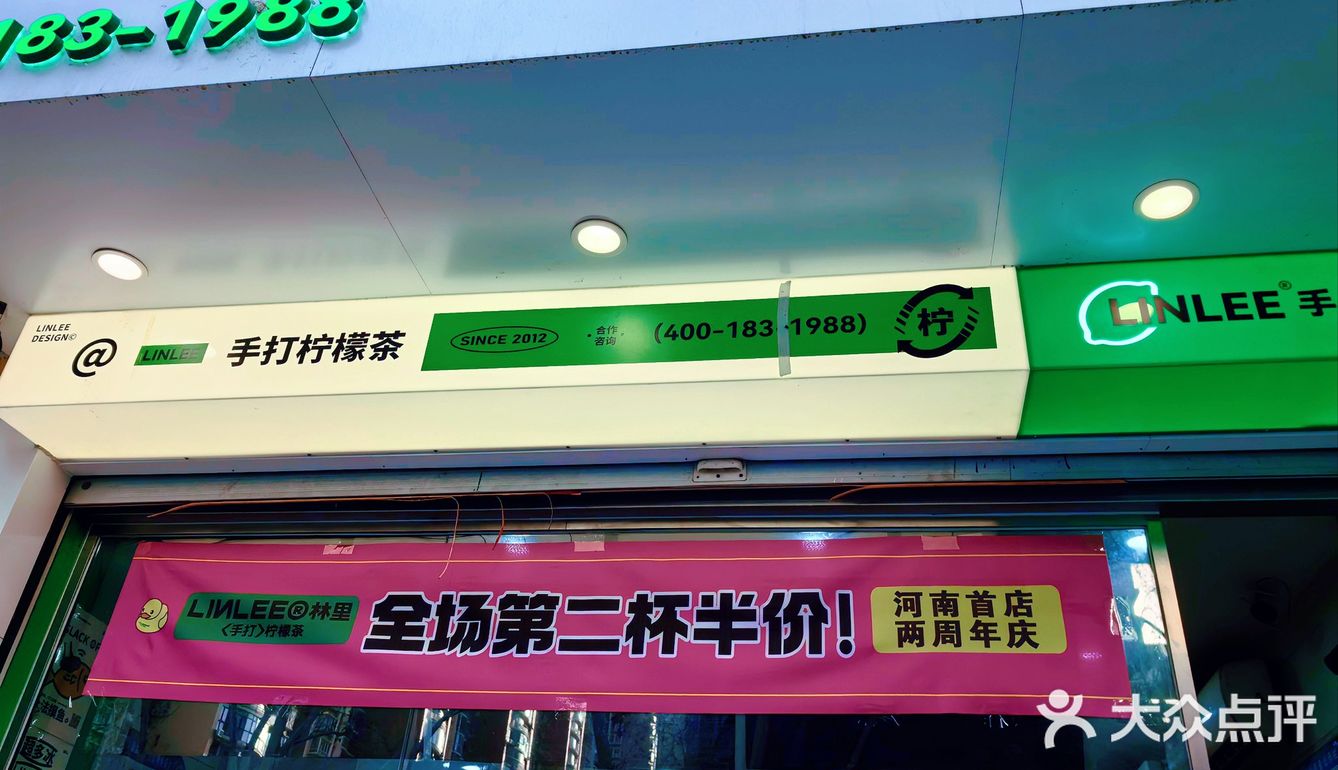 183-1988
LINLEE
DESIGN©
@ LINLEE 手打柠檬茶
SINCE 2012
合作
咨询
(400-183-1988)
柠
LINLEE® 手
LINLEE®林里
<手打>柠檬茶
全场第二杯半价!
河南首店
两周年庆
大众点评